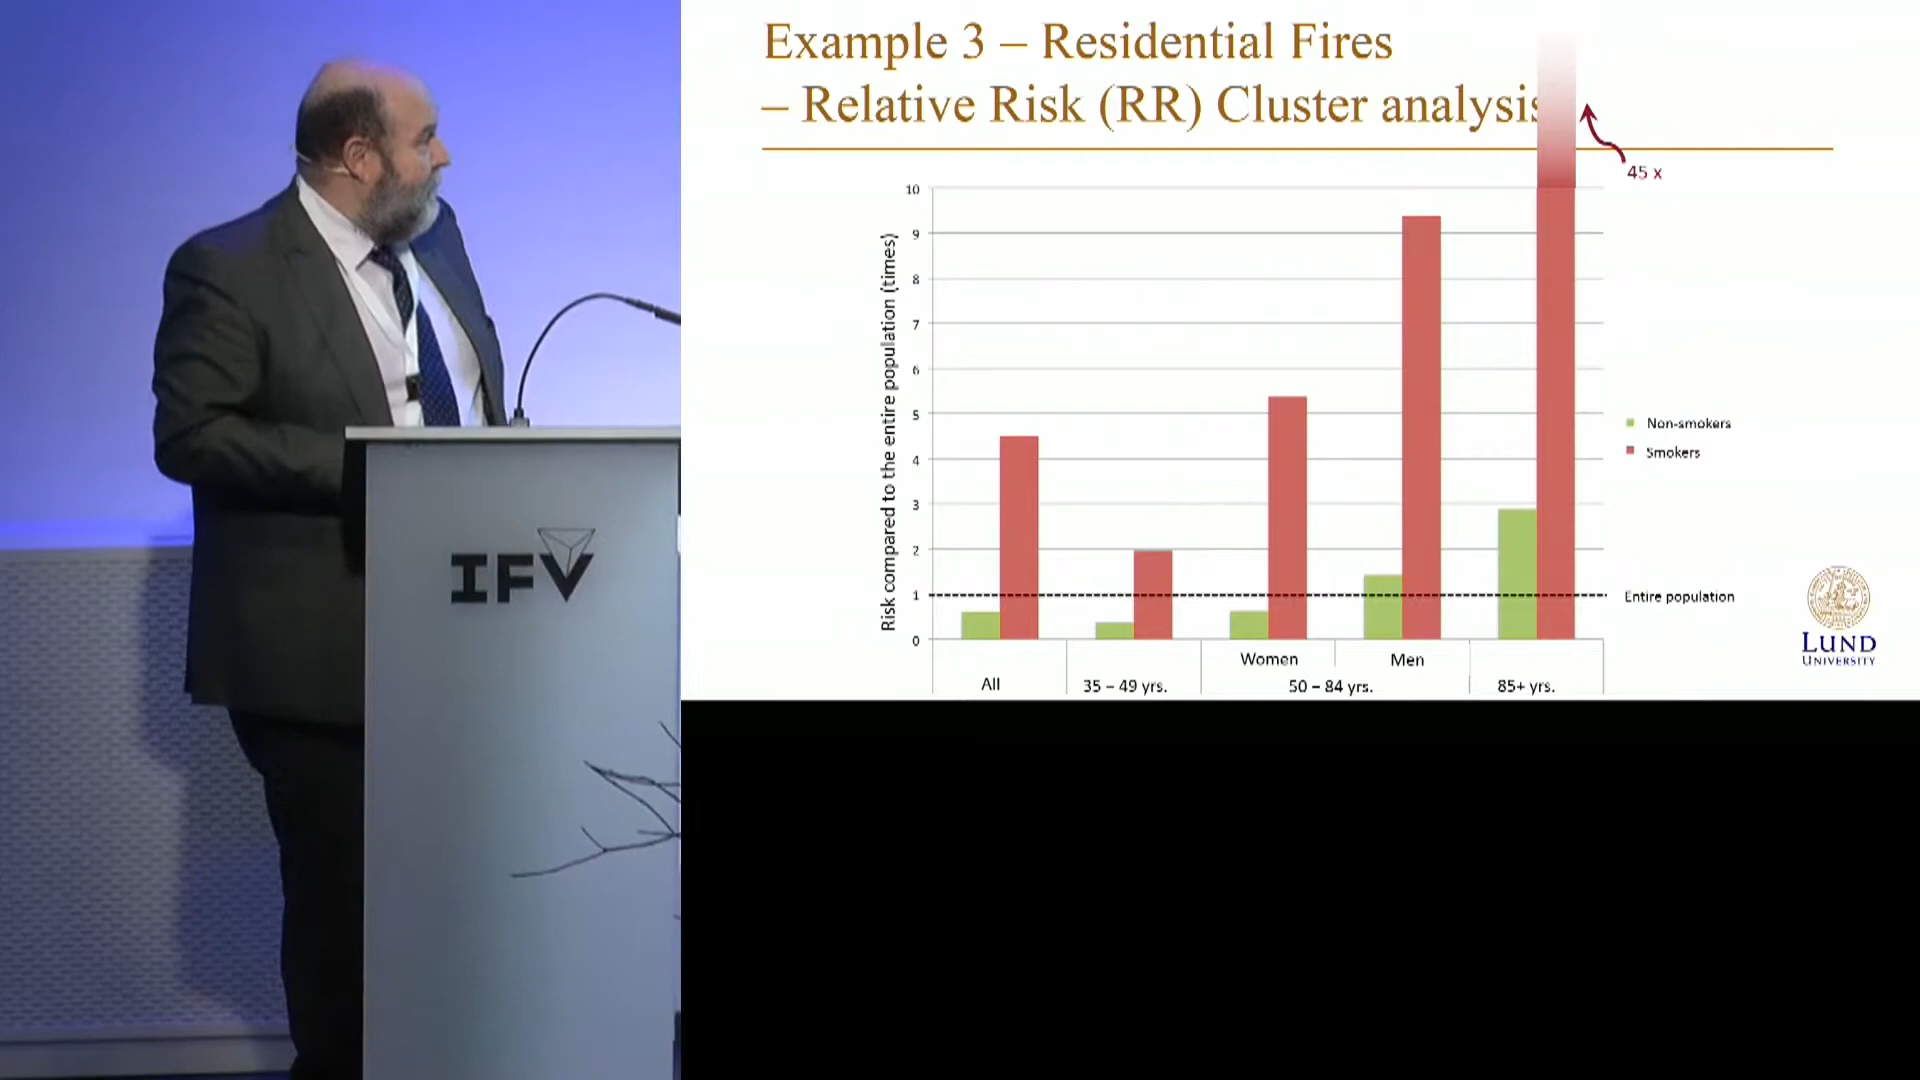 Example 3 – Residential Fires
– Relative Risk (RR) Cluster analysis
45 x
Risk compared to the entire population (times)
10
9
8
7
6
5
4
3
2
1
0
Non-smokers
Smokers
Entire population
Women
Men
All
35 – 49 yrs.
50 – 84 yrs.
85+ yrs.
LUND
UNIVERSITY
IFV